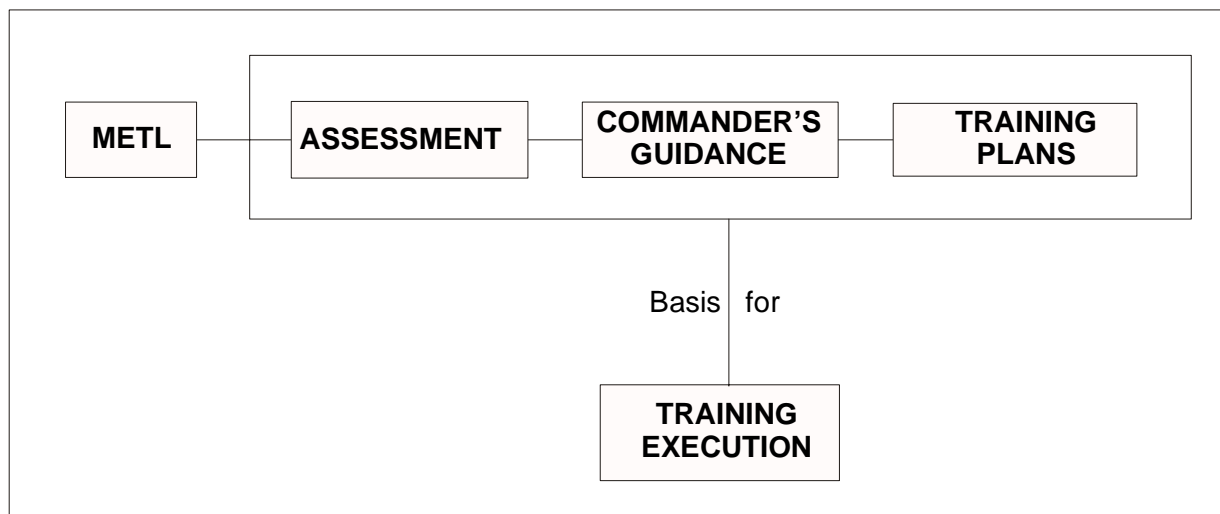 METL
ASSESSMENT
COMMANDER'S
GUIDANCE
TRAINING
PLANS
Basis for
TRAINING
EXECUTION